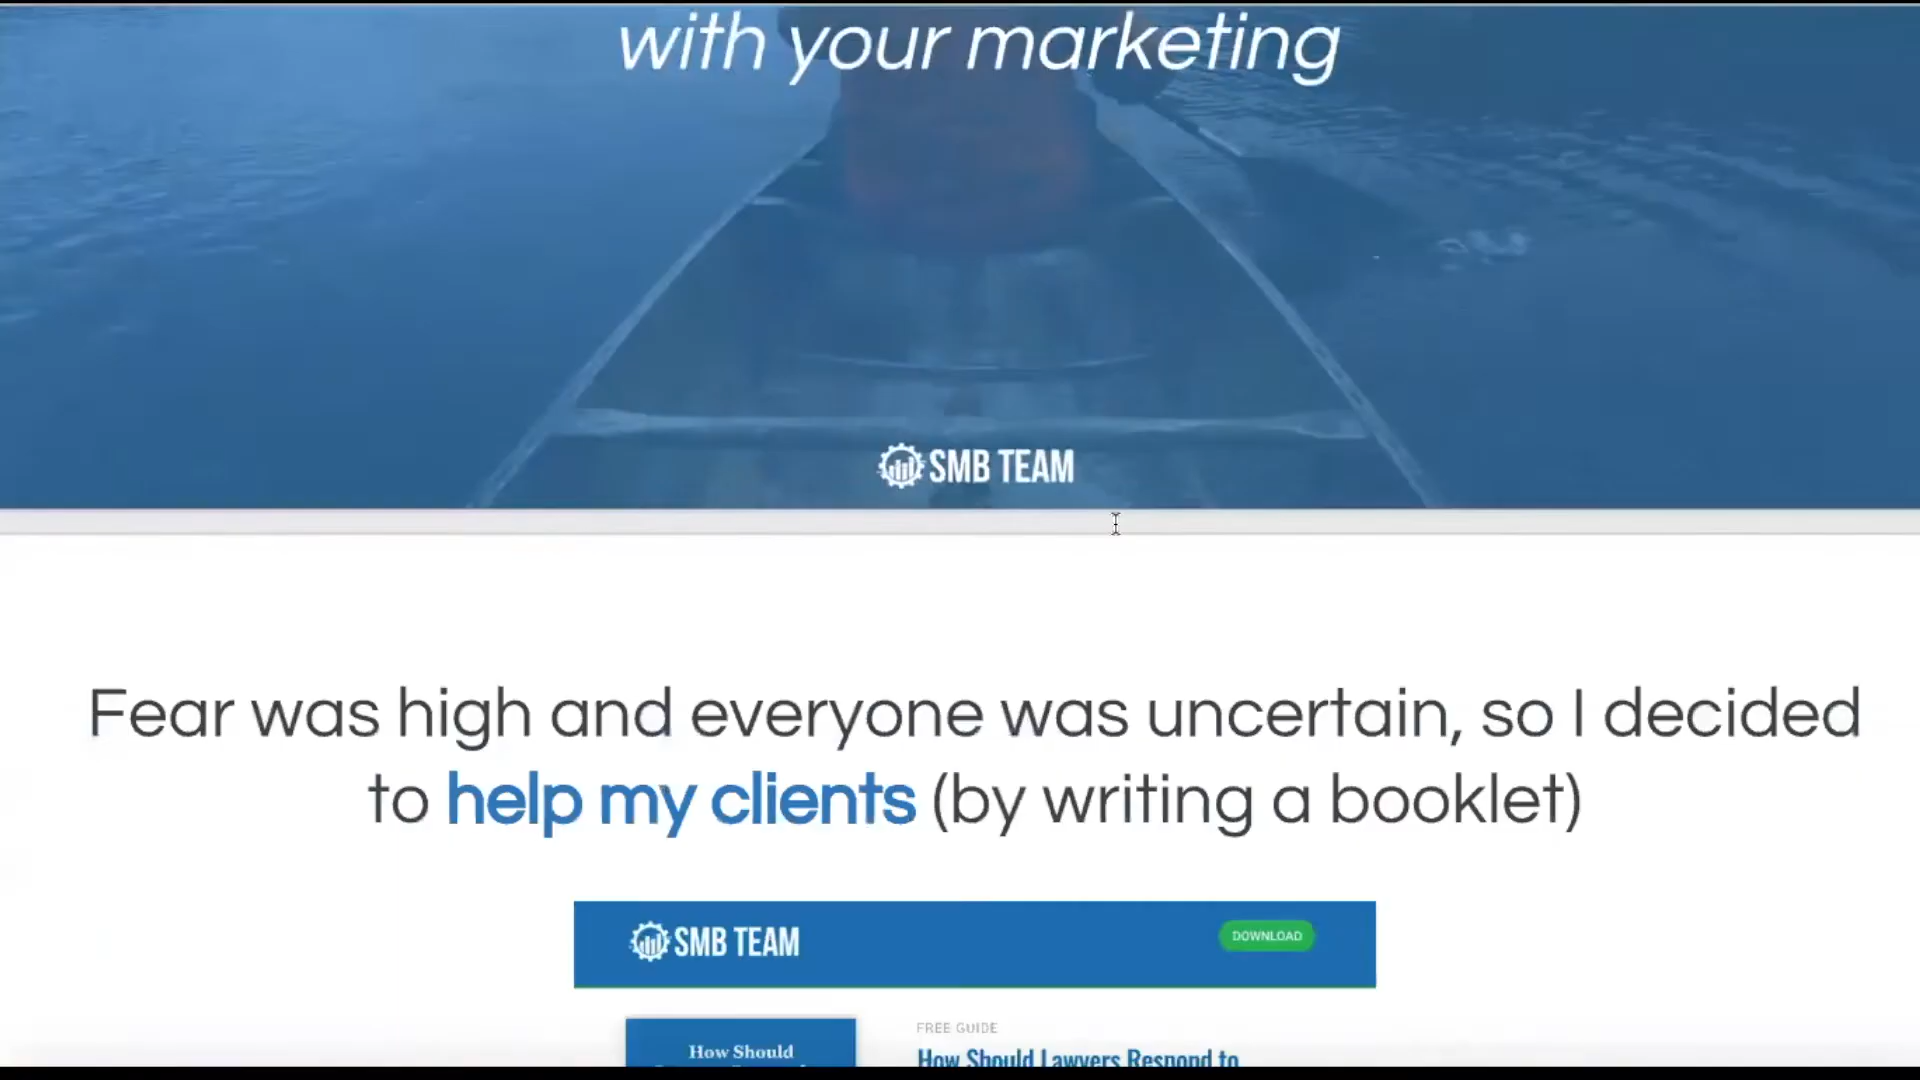 with your marketing
SMB TEAM
Fear was high and everyone was uncertain, so I decided
to help my clients (by writing a booklet)
SMB TEAM
DOWNLOAD
FREE GUIDE
How Should
How Should Lawyers Respond to